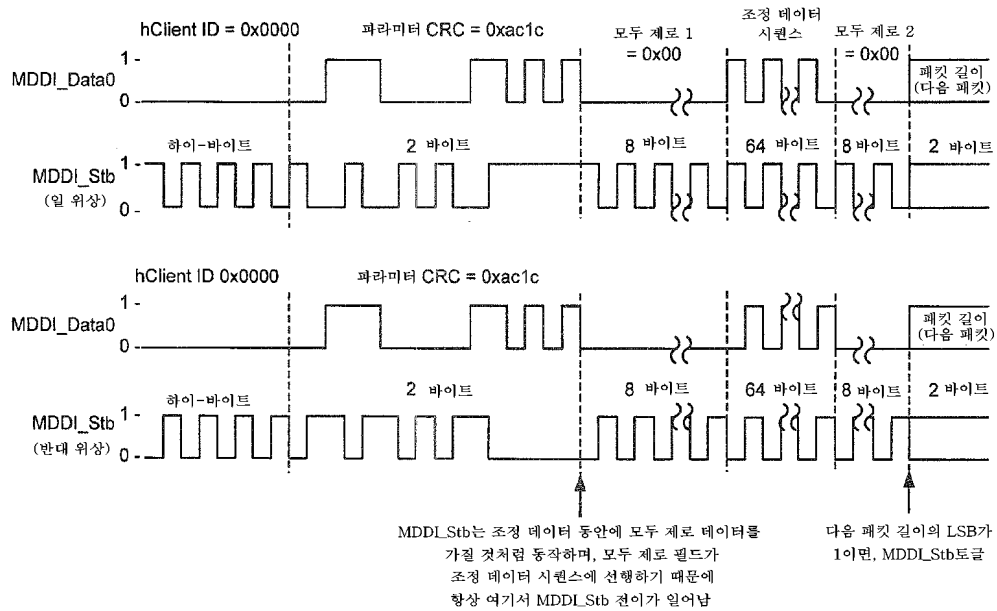 hClient ID = 0x0000
파라미터 CRC = 0xac1c
모두 제로 1
= 0x00
조정 데이터
시퀀스
모두 제로 2
= 0x00
MDDI_Data0
1
0
패킷 길이
(다음 패킷)
하이-바이트
2 바이트
8 바이트
64 바이트
8 바이트
2 바이트
MDDI_Stb
(일 위상)
1
0
hClient ID 0x0000
파라미터 CRC = 0xac1c
MDDI_Data0
1
0
패킷 길이
(다음 패킷)
하이-바이트
2 바이트
8 바이트
64 바이트
8 바이트
2 바이트
MDDI_Stb
(반대 위상)
1
0
MDDI_Stb는 조정 데이터 동안에 모두 제로 데이터를
가질 것처럼 동작하며, 모두 제로 필드가
조정 데이터 시퀀스에 선행하기 때문에
항상 여기서 MDDI_Stb 전이가 일어남
다음 패킷 길이의 LSB가
1이면, MDDI_Stb토글